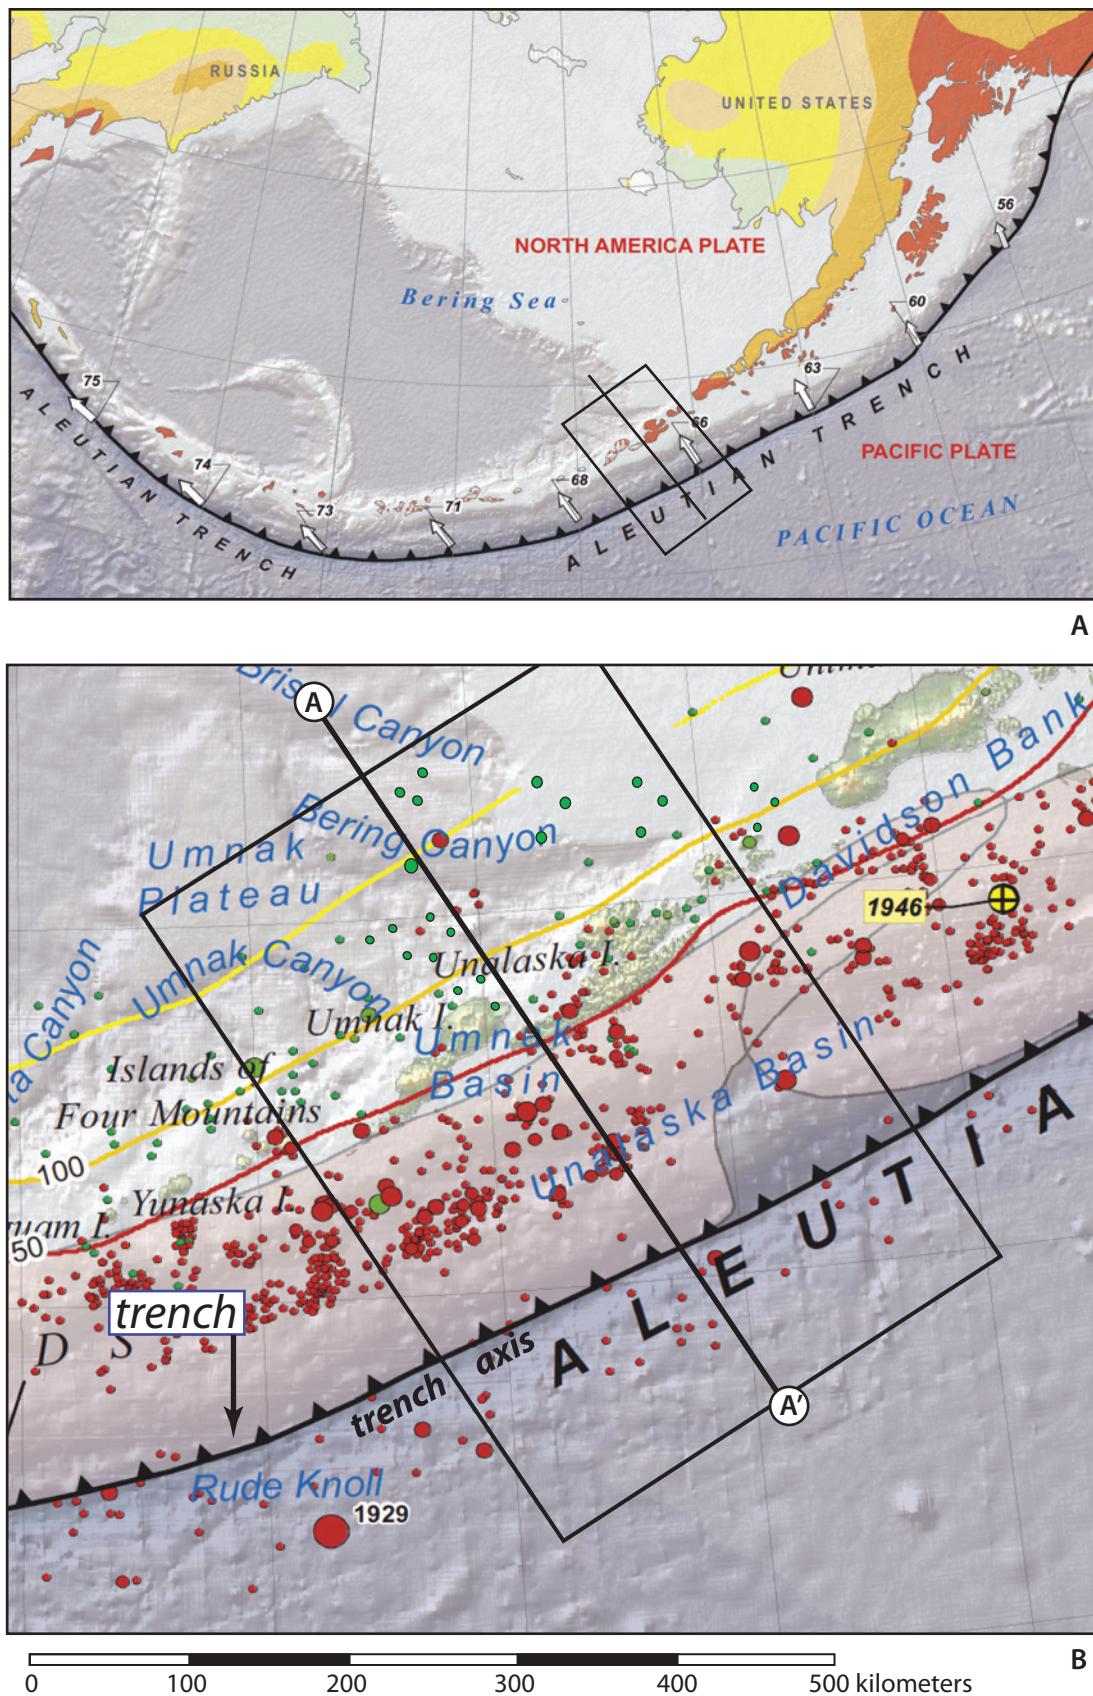 RUSSIA
UNITED STATES
NORTH AMERICA PLATE
Bering Sea
56
60
63
66
68
71
73
74
75
ALEUTIAN TRENCH
ALEUTIAN TRENCH
PACIFIC PLATE
PACIFIC OCEAN
A
A
Canyon
Bering Canyon
Umnak
Plateau
Davidson Bank
1946
Umnak Canyon
Canyon
Unalaska I.
Umnak I.
Umnak
Basin
Islands of
Four Mountains
Unalaska Basin
100
Yunaska I.
50
trench
D S
trench axis
ALEUTIA
A'
Rude Knoll
1929
B
0 100 200 300 400 500 kilometers